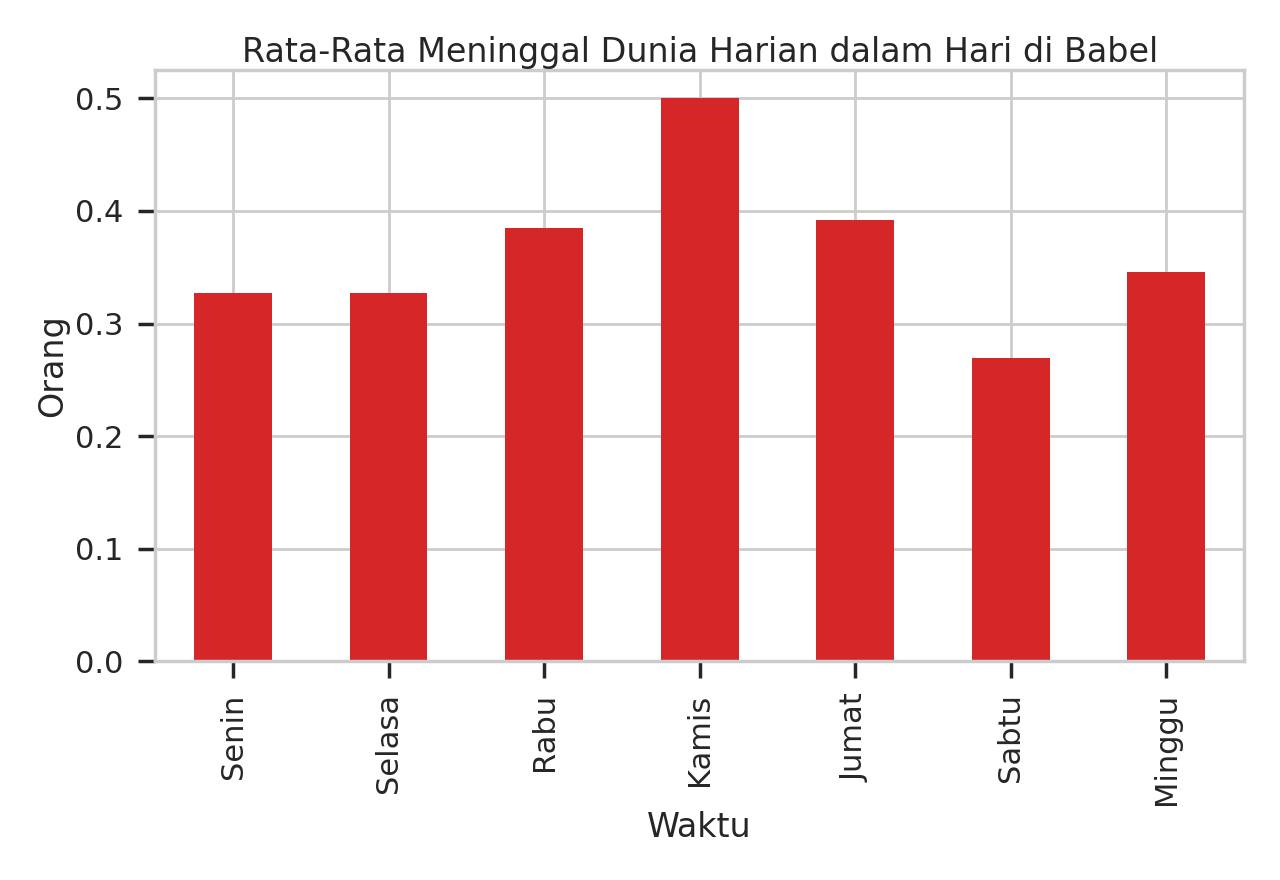 Rata-Rata Meninggal Dunia Harian dalam Hari di Babel
0.5
0.4
0.3
0.2
0.1
0.0
Orang
Senin
Selasa
Rabu
Kamis
Jumat
Sabtu
Minggu
Waktu